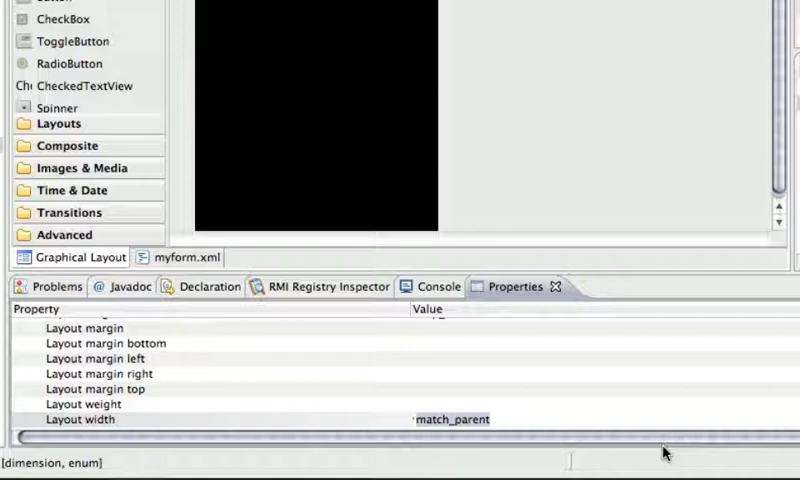 CheckBox
ToggleButton
RadioButton
CheckedTextView
Spinner
Layouts
Composite
Images & Media
Time & Date
Transitions
Advanced
Graphical Layout myform.xml
Problems @ Javadoc Declaration RMI Registry Inspector Console Properties
Property Value
Layout margin
Layout margin bottom
Layout margin left
Layout margin right
Layout margin top
Layout weight
Layout width match_parent
[dimension, enum]